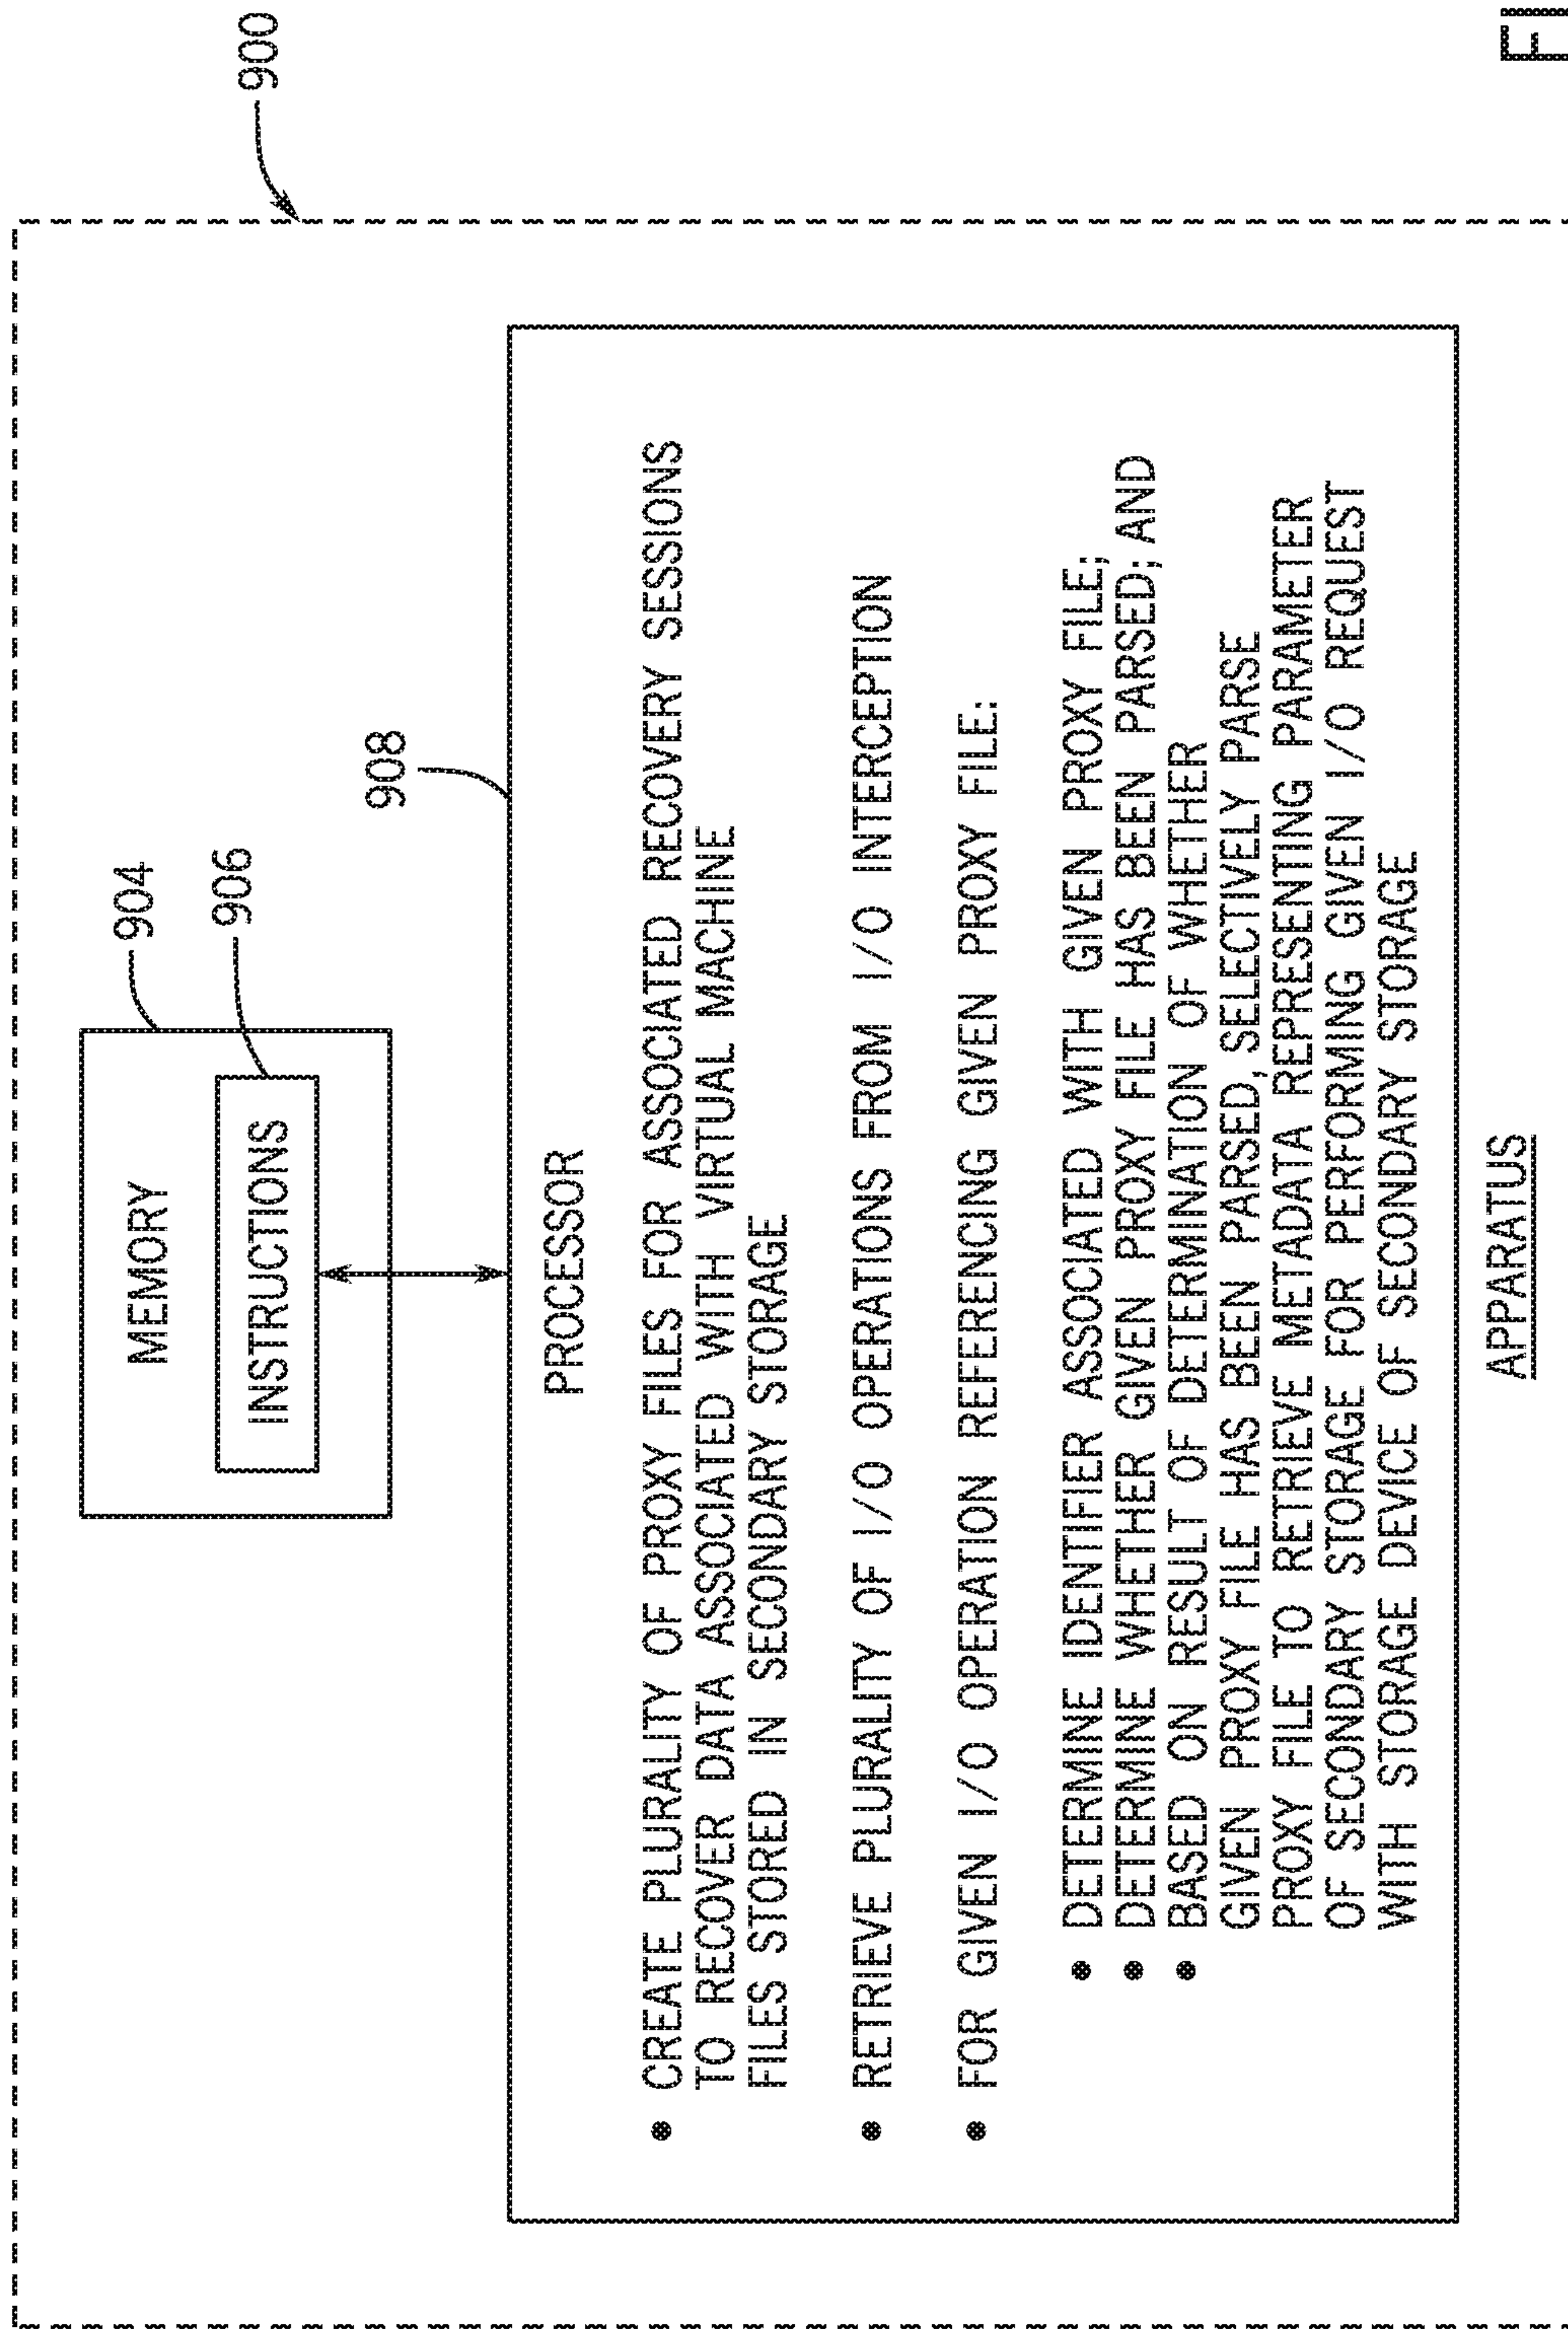 900
904
906
MEMORY
INSTRUCTIONS
908
PROCESSOR
• CREATE PLURALITY OF PROXY FILES FOR ASSOCIATED RECOVERY SESSIONS
TO RECOVER DATA ASSOCIATED WITH VIRTUAL MACHINE
FILES STORED IN SECONDARY STORAGE
• RETRIEVE PLURALITY OF I/O OPERATIONS FROM I/O INTERCEPTION
• FOR GIVEN I/O OPERATION REFERENCING GIVEN PROXY FILE:
• DETERMINE IDENTIFIER ASSOCIATED WITH GIVEN PROXY FILE;
• DETERMINE WHETHER GIVEN PROXY FILE HAS BEEN PARSED; AND
• BASED ON RESULT OF DETERMINATION OF WHETHER
GIVEN PROXY FILE HAS BEEN PARSED, SELECTIVELY PARSE
PROXY FILE TO RETRIEVE METADATA REPRESENTING PARAMETER
OF SECONDARY STORAGE FOR PERFORMING GIVEN I/O REQUEST
WITH STORAGE DEVICE OF SECONDARY STORAGE
APPARATUS